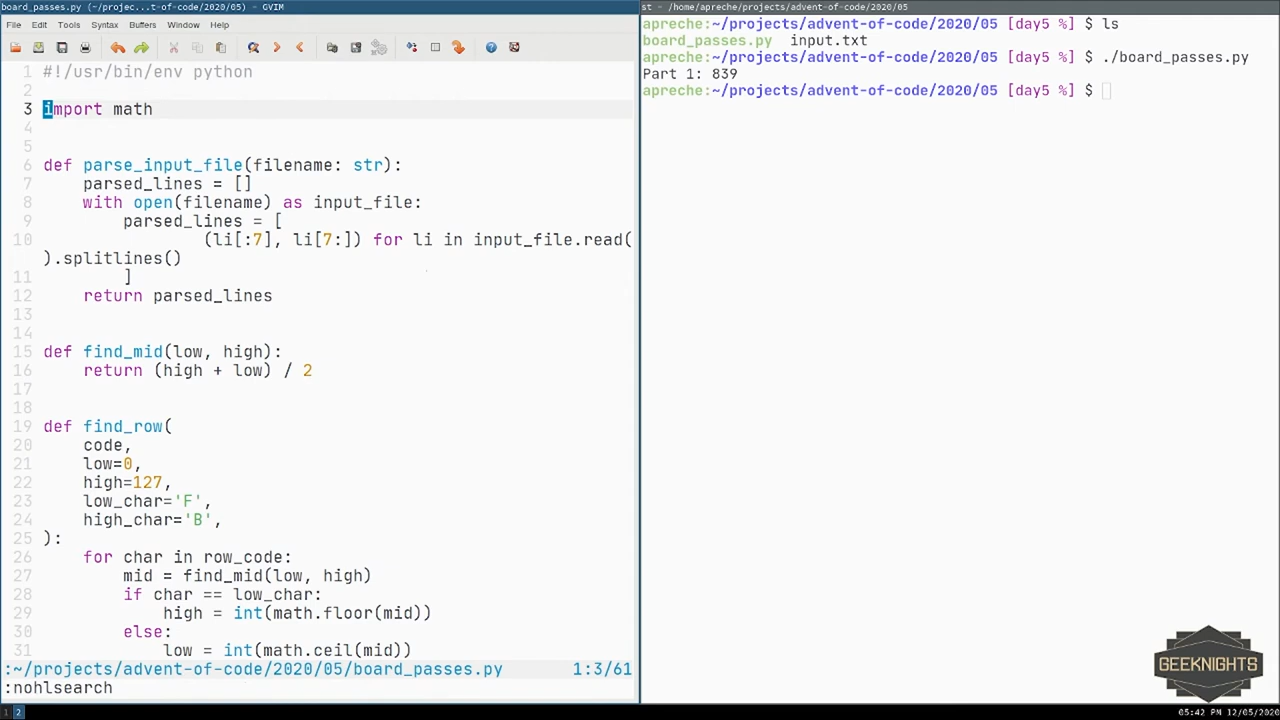 board_passes.py (~/projec...t-of-code/2020/05) - GVIM
File Edit Tools Syntax Buffers Window Help
1 #!/usr/bin/env python
2
3 import math
4
5
6 def parse_input_file(filename: str):
7 parsed_lines = []
8 with open(filename) as input_file:
9 parsed_lines = [
10 (li[:7], li[7:]) for li in input_file.read(
).splitlines()
11 ]
12 return parsed_lines
13
14
15 def find_mid(low, high):
16 return (high + low) / 2
17
18
19 def find_row(
20 code,
21 low=0,
22 high=127,
23 low_char='F',
24 high_char='B',
25 ):
26 for char in row_code:
27 mid = find_mid(low, high)
28 if char == low_char:
29 high = int(math.floor(mid))
30 else:
31 low = int(math.ceil(mid))
:~/projects/advent-of-code/2020/05/board_passes.py 1:3/61
:nohlsearch
1 2
st - /home/apreche/projects/advent-of-code/2020/05
apreche:~/projects/advent-of-code/2020/05 [day5 %] $ ls
board_passes.py input.txt
apreche:~/projects/advent-of-code/2020/05 [day5 %] $ ./board_passes.py
Part 1: 839
apreche:~/projects/advent-of-code/2020/05 [day5 %] $
GEEKNIGHTS
05:42 PM 12/05/2020